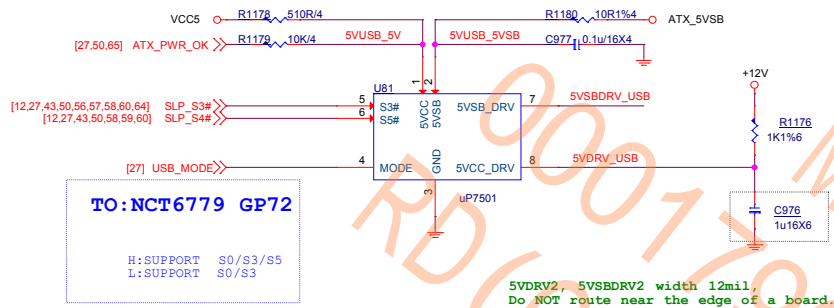 VCC5 R1178 510R/4 R1180 10R1%4 ATX_5VSB
[27,50,65] ATX_PWR_OK R1179 10K/4 5VUSB_5V 5VUSB_5VSB C977 0.1u/16X4
+12V
U81 1 2
[12,27,43,50,56,57,58,60,64] SLP_S3# 5 S3# 5VCC 5VSB 5VSB_DRV 7 5VSBDRV_USB
[12,27,43,50,58,59,60] SLP_S4# 6 S5#
R1176
1K1%6
[27] USB_MODE 4 MODE GND 5VCC_DRV 8 5VDRV_USB
3 uP7501
TO:NCT6779 GP72
C976
1u16X6
H:SUPPORT S0/S3/S5
L:SUPPORT S0/S3
5VDRV2, 5VSBDRV2 width 12mil,
Do NOT route near the edge of a board.